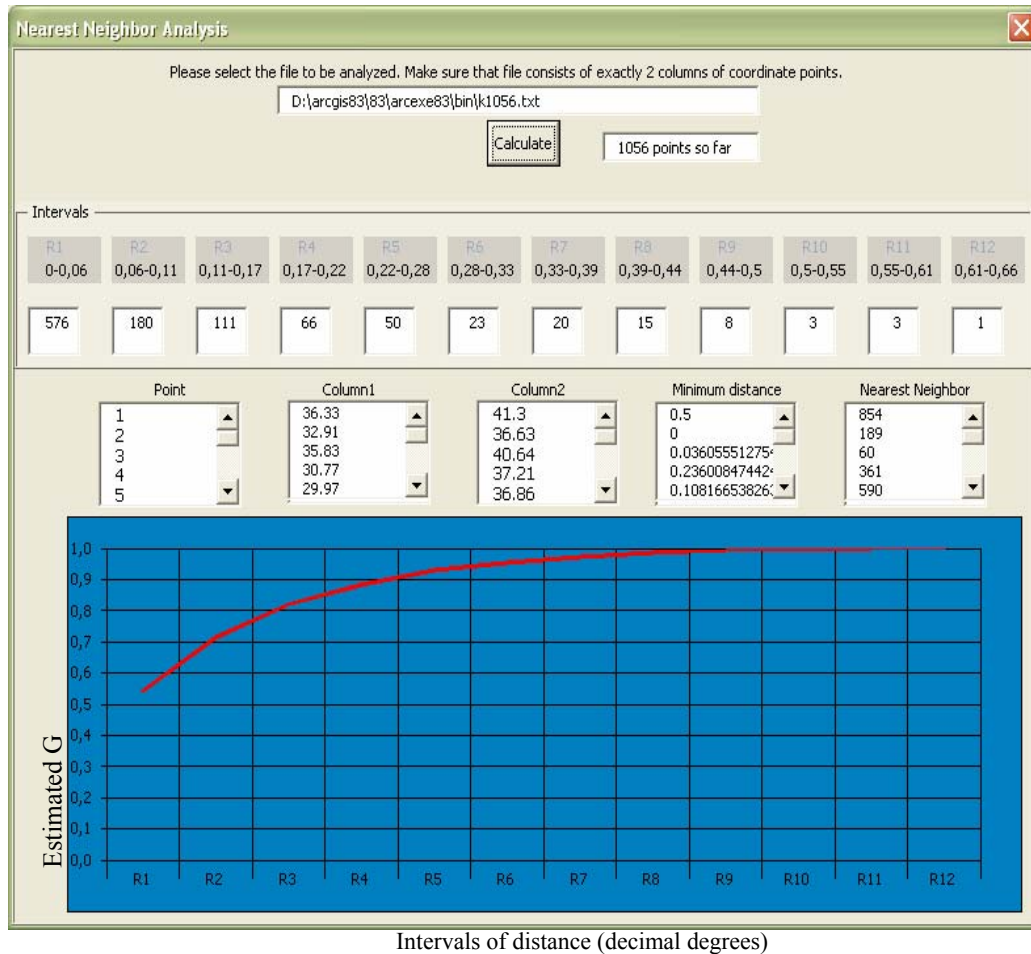 Nearest Neighbor Analysis
Please select the file to be analyzed. Make sure that file consists of exactly 2 columns of coordinate points.
D:\arcgis83\83\arcexe83\bin\k1056.txt
Calculate
1056 points so far
Intervals
R1 R2 R3 R4 R5 R6 R7 R8 R9 R10 R11 R12
0-0,06 0,06-0,11 0,11-0,17 0,17-0,22 0,22-0,28 0,28-0,33 0,33-0,39 0,39-0,44 0,44-0,5 0,5-0,55 0,55-0,61 0,61-0,66
576 180 111 66 50 23 20 15 8 3 3 1
Point Column1 Column2 Minimum distance Nearest Neighbor
1 36.33 41.3 0.5 854
2 32.91 36.63 0 189
3 35.83 40.64 0.03605551275 60
4 30.77 37.21 0.2360084744 361
5 29.97 36.86 0.10816653826 590
1,0
0,9
0,8
0,7
0,6
0,5
0,4
0,3
0,2
0,1
0,0
Estimated G
R1 R2 R3 R4 R5 R6 R7 R8 R9 R10 R11 R12
Intervals of distance (decimal degrees)